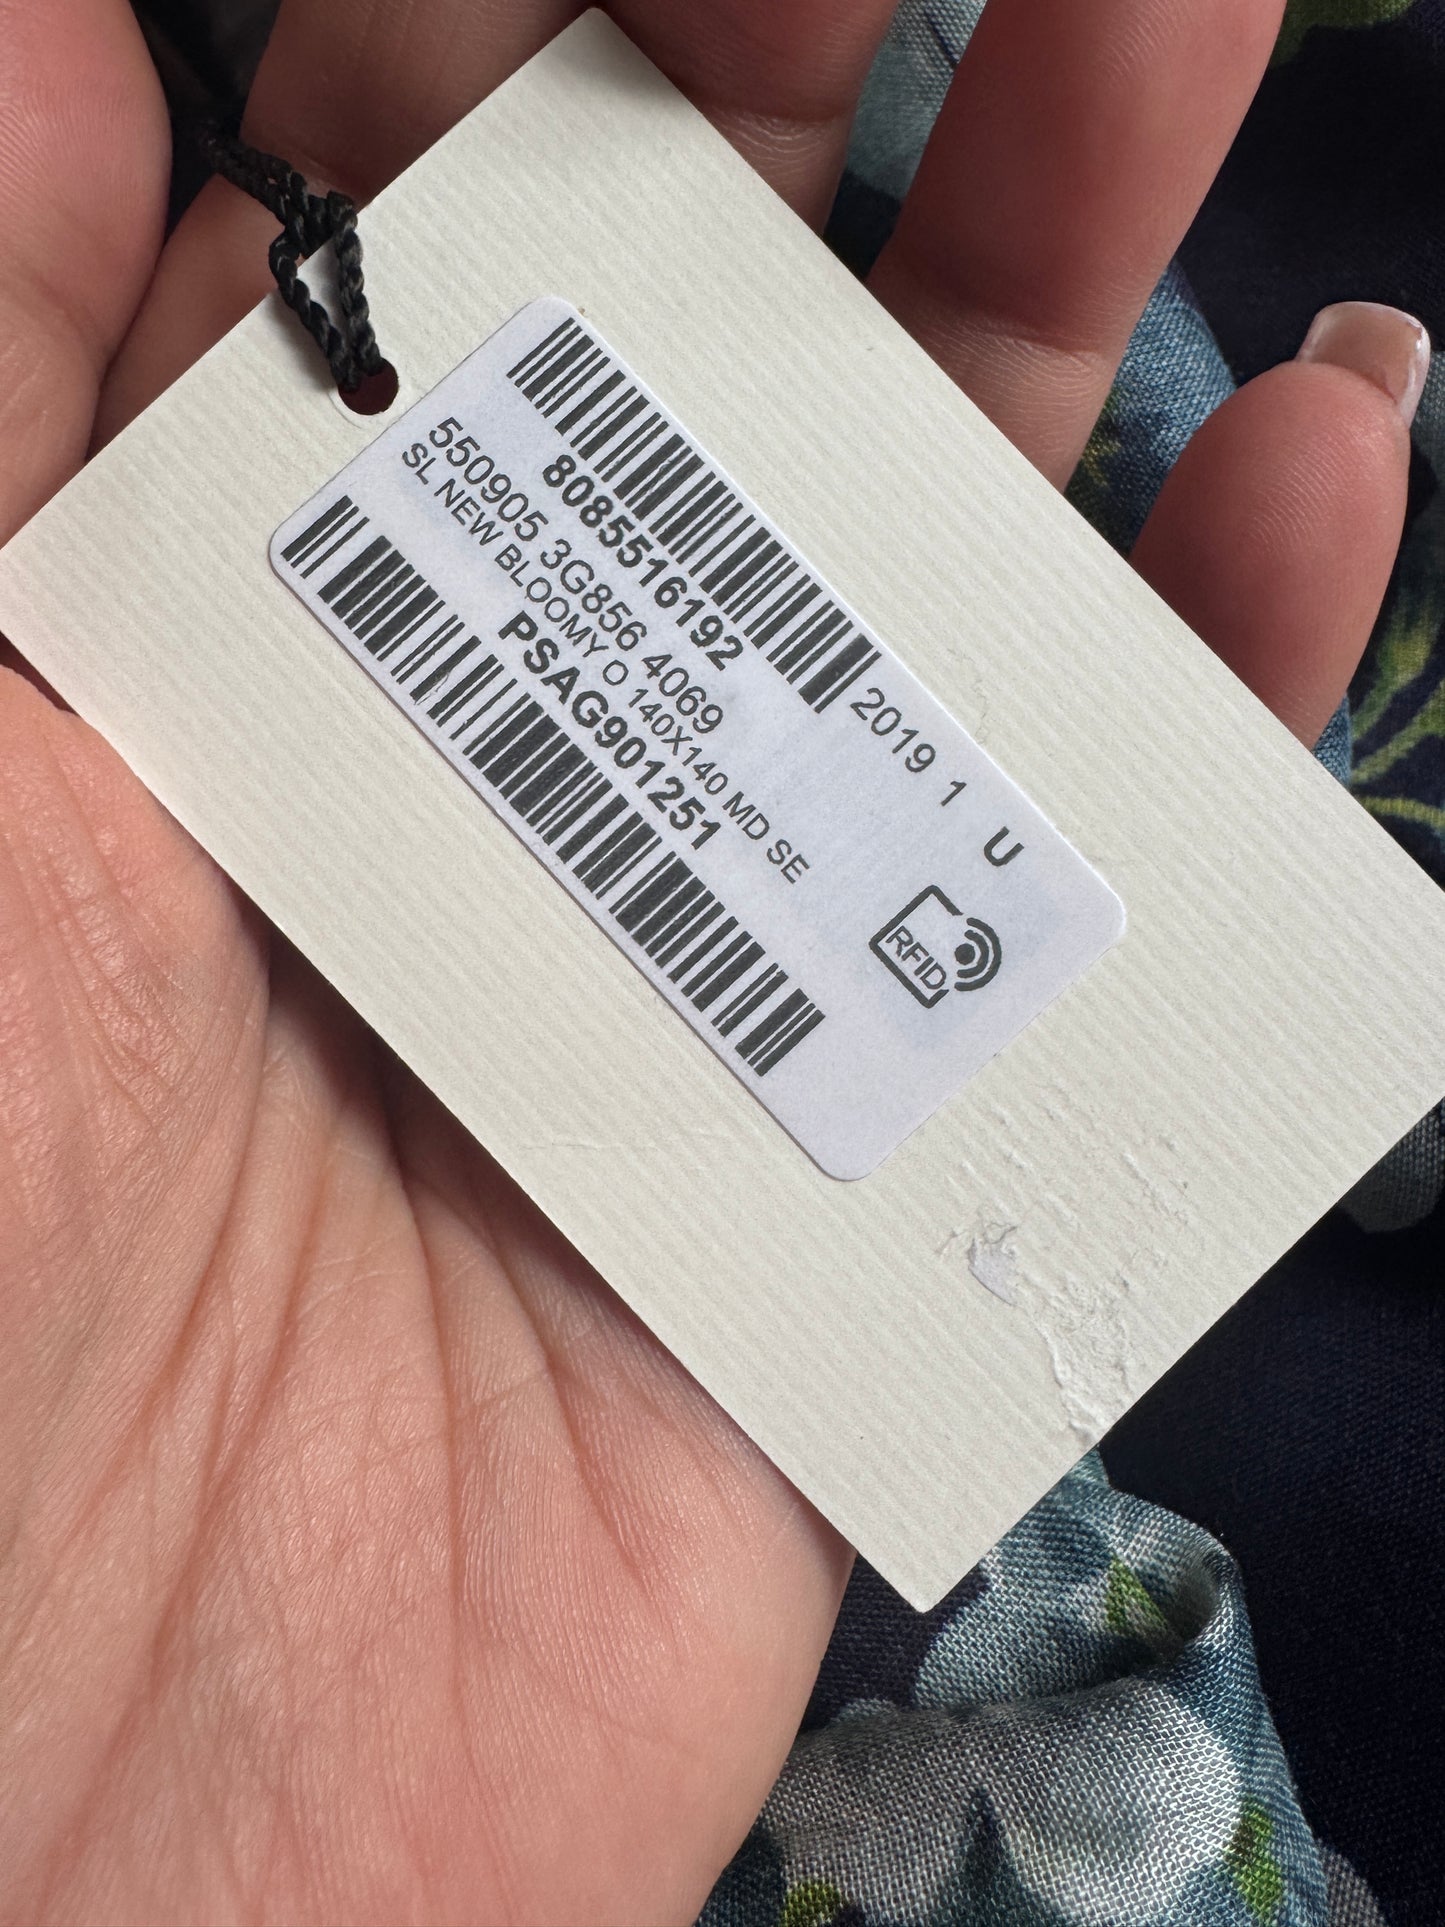 8085516192
2019 1 U
550905 3G856 4069
SL NEW BLOOMY O 140X140 MD SE
PSAG901251
RFID